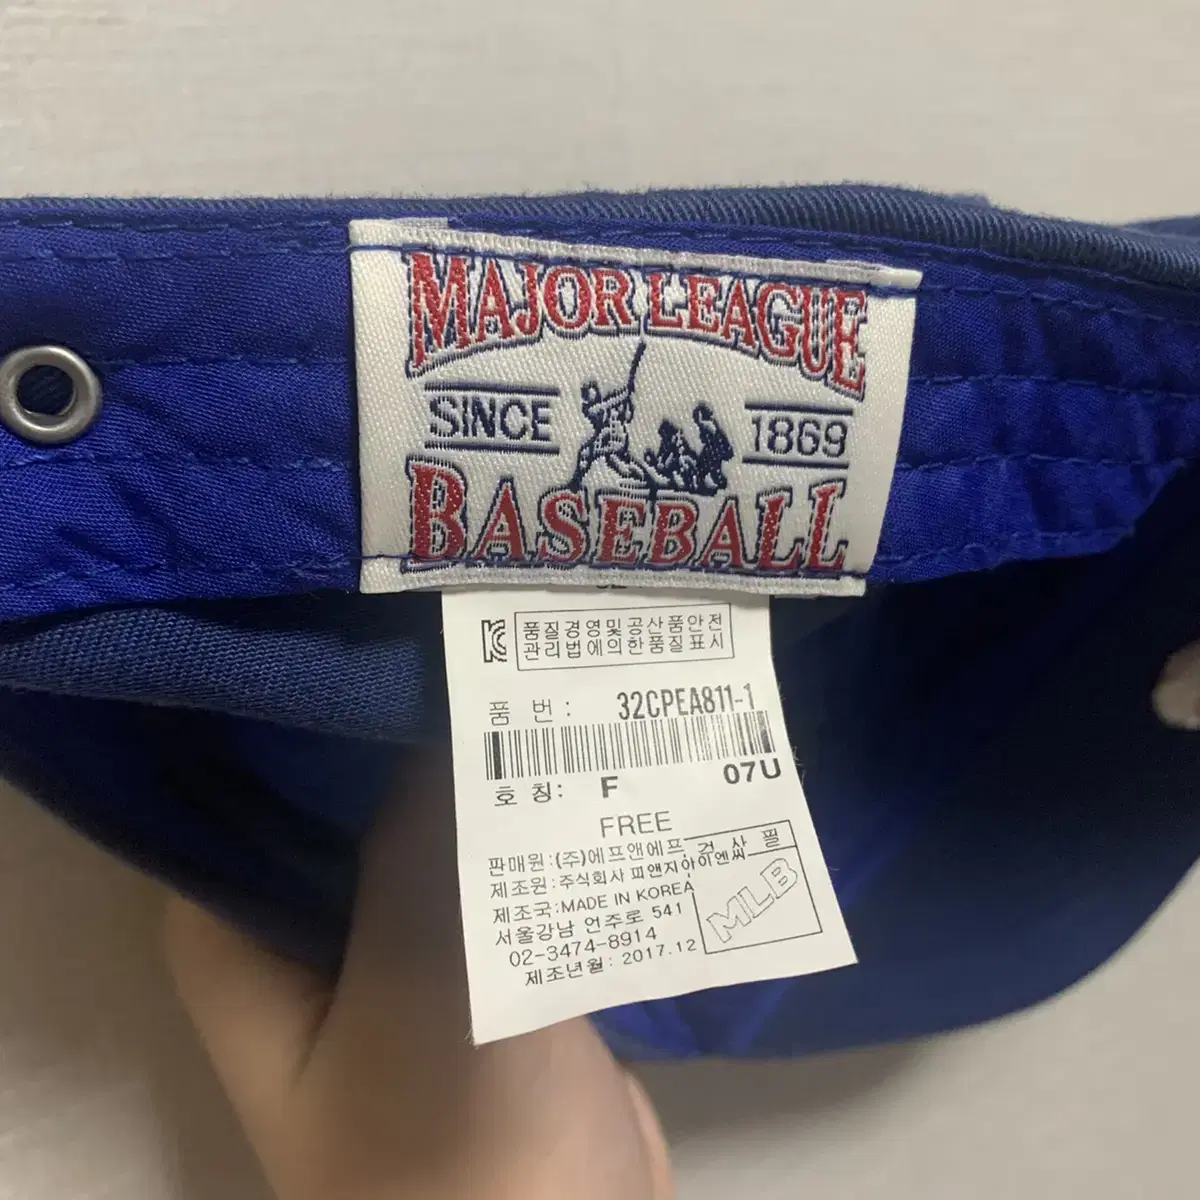 MAJOR LEAGUE
SINCE 1869
BASEBALL
품질경영및공산품안전
관리법에의한품질표시
품 번 : 32CPEA811-1
호 칭: F 07U
FREE
판매원:(주)에프앤에프
검 사 필
제조원:주식회사 피앤지아이엔씨
제조국:MADE IN KOREA
MLB
서울강남 언주로 541
02-3474-8914
제조년월: 2017.12